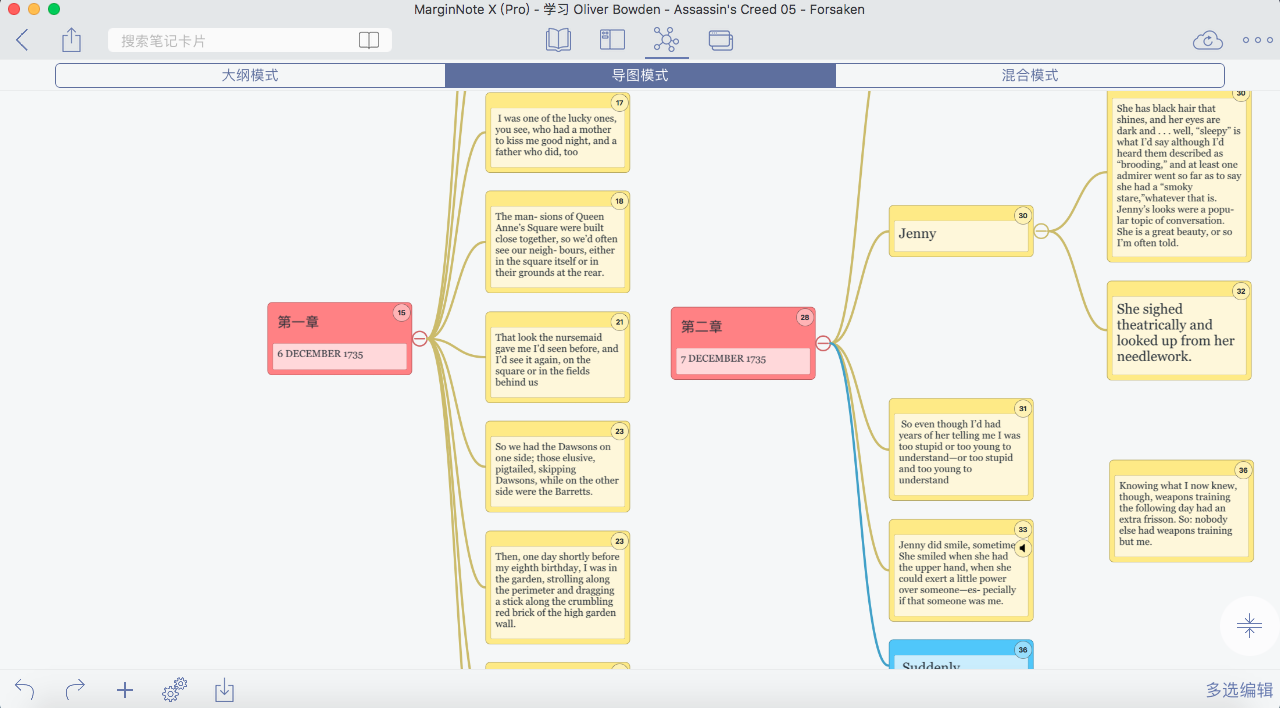 MarginNote X (Pro) - 学习 Oliver Bowden - Assassin's Creed 05 - Forsaken
搜索笔记卡片
大纲模式
导图模式
混合模式
17
I was one of the lucky ones,
you see, who had a mother
to kiss me good night, and a
father who did, too
18
The man- sions of Queen
Anne's Square were built
close together, so we'd often
see our neigh- bours, either
in the square itself or in
their grounds at the rear.
15
第一章
6 DECEMBER 1735
21
That look the nursemaid
gave me I'd seen before, and
I'd see it again, on the
square or in the fields
behind us
23
So we had the Dawsons on
one side; those elusive,
pigtailed, skipping
Dawsons, while on the other
side were the Barretts.
23
Then, one day shortly before
my eighth birthday, I was in
the garden, strolling along
the perimeter and dragging
a stick along the crumbling
red brick of the high garden
wall.
28
第二章
7 DECEMBER 1735
30
Jenny
30
She has black hair that
shines, and her eyes are
dark and . . . well, “sleepy” is
what I'd say although I'd
heard them described as
“brooding,” and at least one
admirer went so far as to say
she had a “smoky
stare,”whatever that is.
Jenny's looks were a popu-
lar topic of conversation.
She is a great beauty, or so
I'm often told.
32
She sighed
theatrically and
looked up from her
needlework.
31
So even though I'd had
years of her telling me I was
too stupid or too young to
understand—or too stupid
and too young to
understand
33
Jenny did smile, sometime
She smiled when she had
the upper hand, when she
could exert a little power
over someone—es- pecially
if that someone was me.
36
Suddenly
36
Knowing what I now knew,
though, weapons training
the following day had an
extra frisson. So: nobody
else had weapons training
but me.
多选编辑